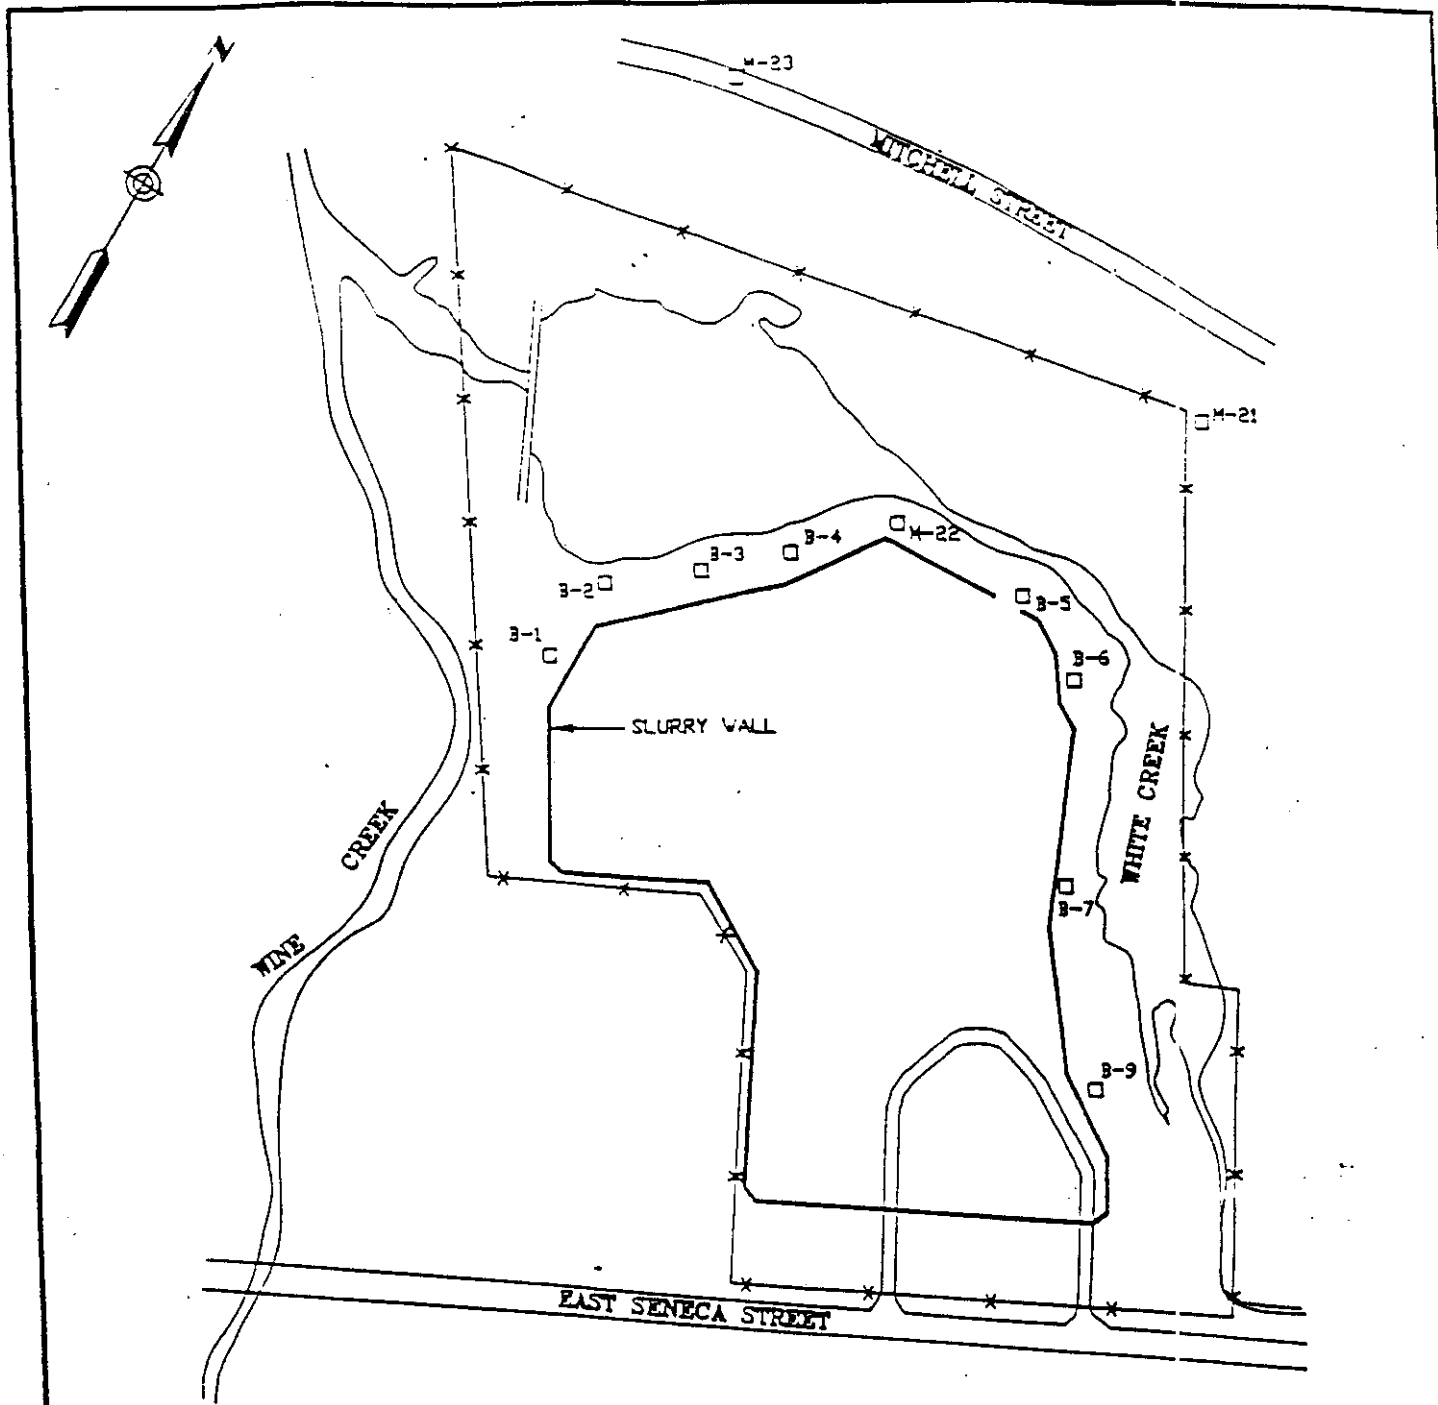 N
M-23
MITCHELL STREET
M-21
M-22
B-4
B-3
B-2
B-5
B-1
B-6
SLURRY WALL
WHITE CREEK
WINE CREEK
B-7
B-9
EAST SENECA STREET